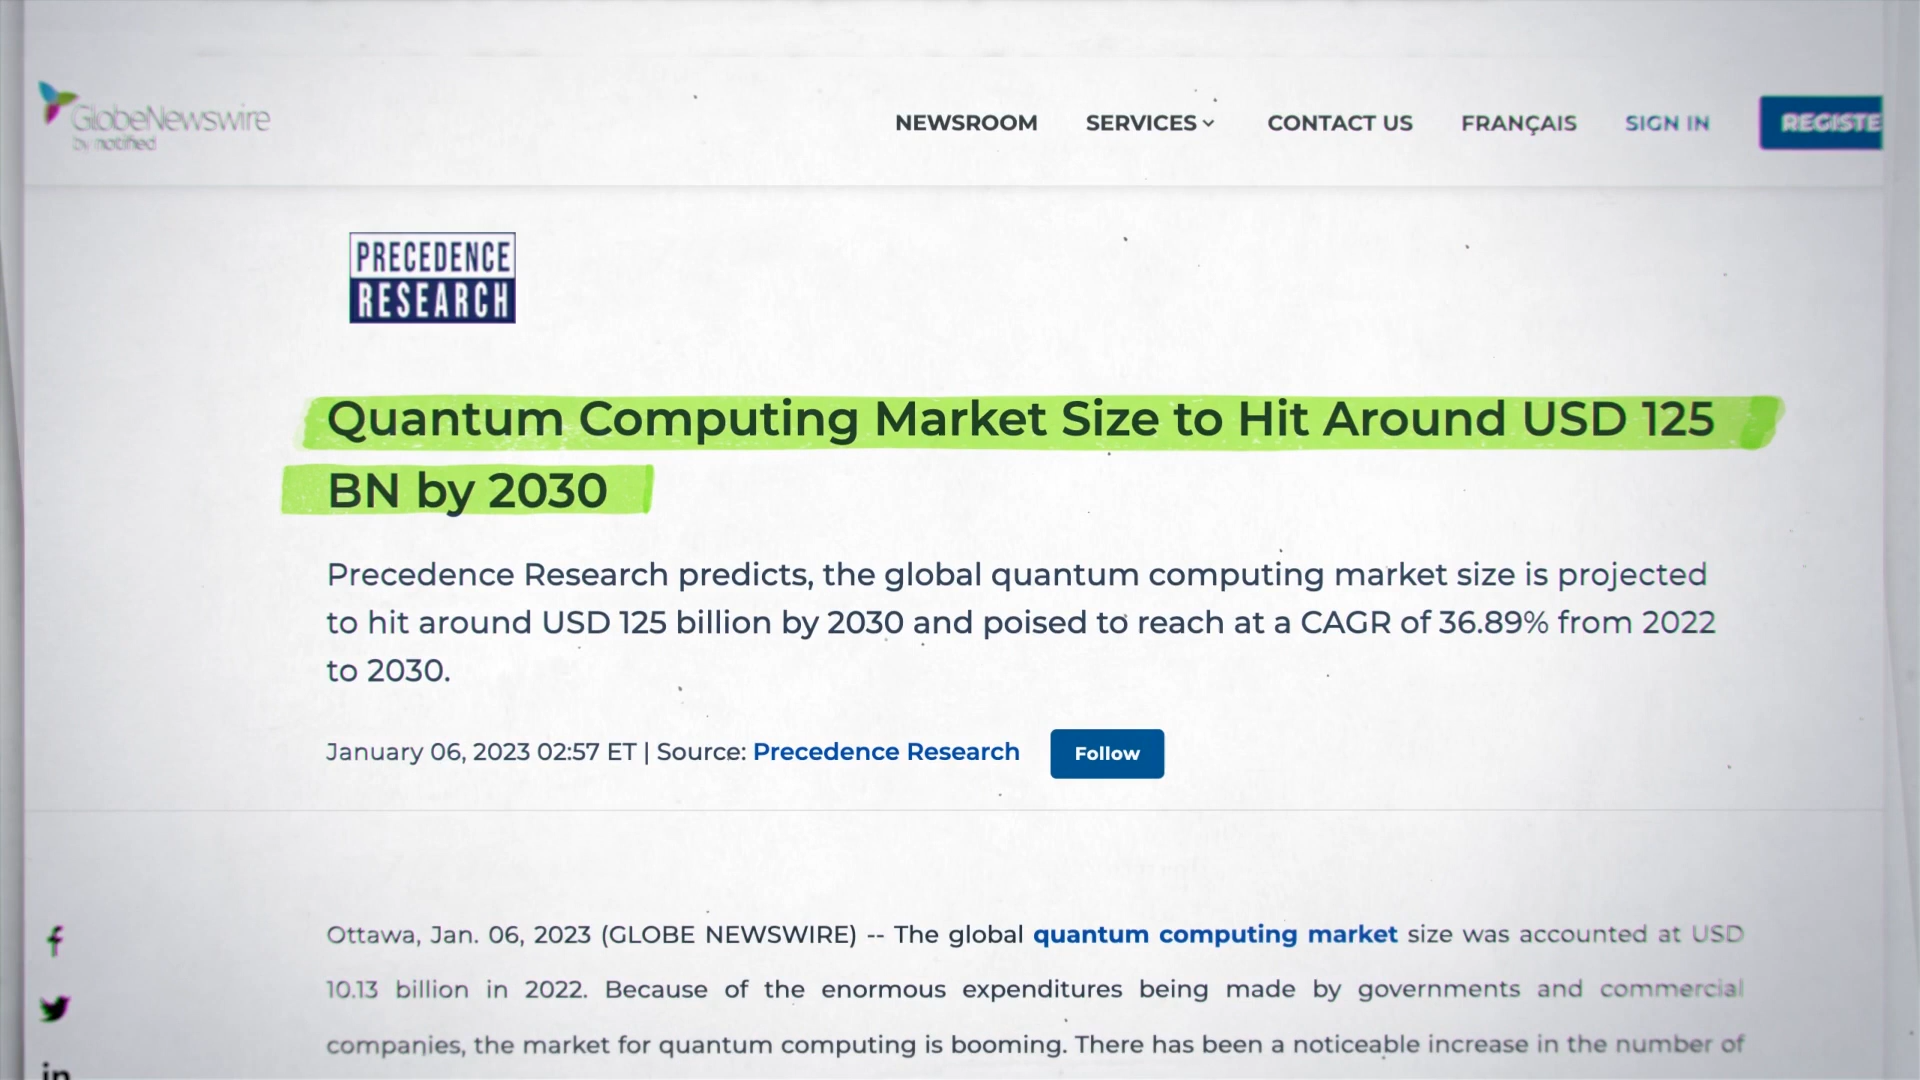 GlobeNewswire
by notified
NEWSROOM SERVICES CONTACT US FRANÇAIS SIGN IN REGISTE
PRECEDENCE
RESEARCH
Quantum Computing Market Size to Hit Around USD 125
BN by 2030
Precedence Research predicts, the global quantum computing market size is projected
to hit around USD 125 billion by 2030 and poised to reach at a CAGR of 36.89% from 2022
to 2030.
January 06, 2023 02:57 ET | Source: Precedence Research Follow
Ottawa, Jan. 06, 2023 (GLOBE NEWSWIRE) -- The global quantum computing market size was accounted at USD
10.13 billion in 2022. Because of the enormous expenditures being made by governments and commercial
companies, the market for quantum computing is booming. There has been a noticeable increase in the number of